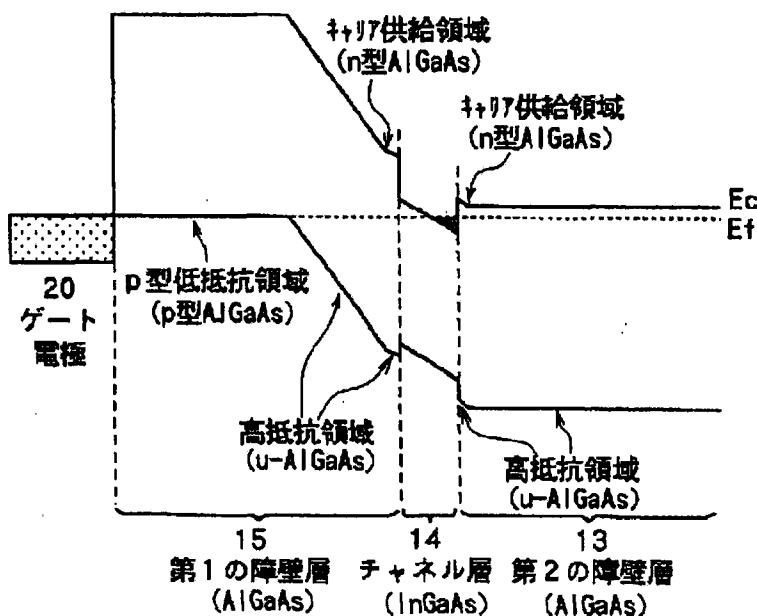 キャリア供給領域
(n型AlGaAs)
キャリア供給領域
(n型AlGaAs)
Ec
Ef
20
ゲート
電極
p型低抵抗領域
(p型AlGaAs)
高抵抗領域
(u-AlGaAs)
高抵抗領域
(u-AlGaAs)
15
第1の障壁層
(AlGaAs)
14
チャネル層
(InGaAs)
13
第2の障壁層
(AlGaAs)